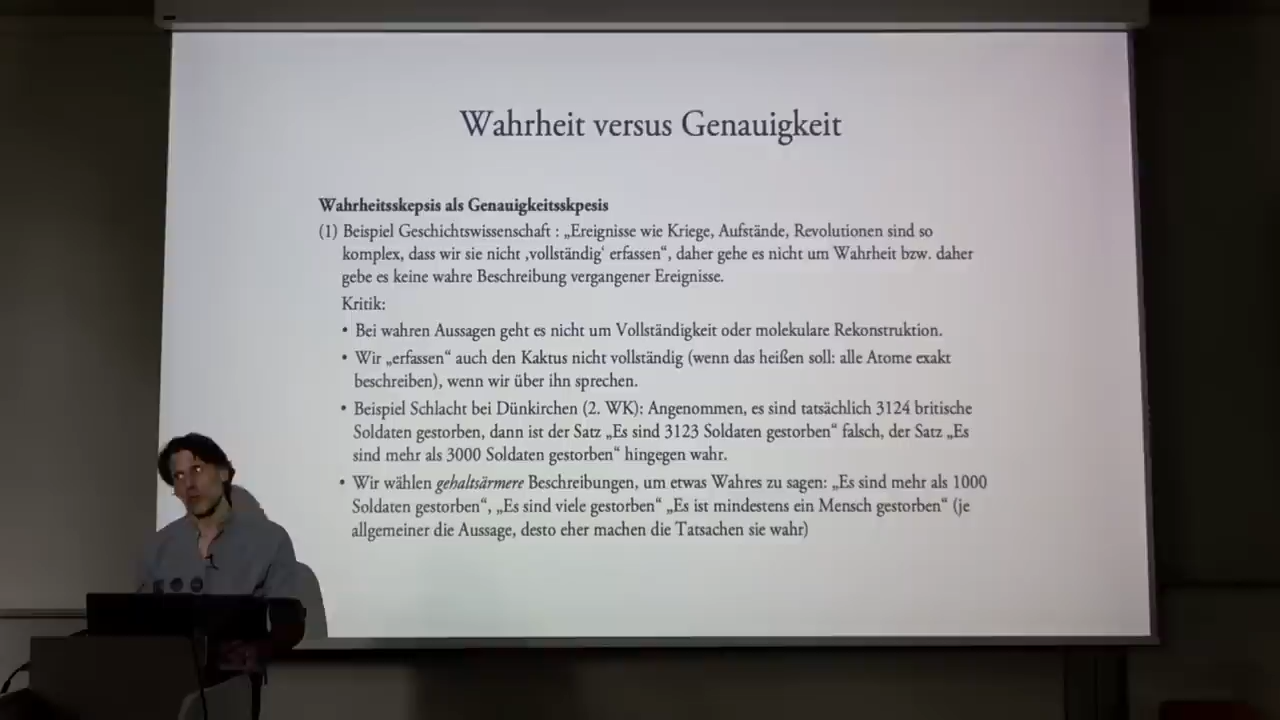 Wahrheit versus Genauigkeit
Wahrheitsskepsis als Genauigkeitsskpesis
(1) Beispiel Geschichtswissenschaft : „Ereignisse wie Kriege, Aufstände, Revolutionen sind so
komplex, dass wir sie nicht ‚vollständig‘ erfassen“, daher gehe es nicht um Wahrheit bzw. daher
gebe es keine wahre Beschreibung vergangener Ereignisse.
Kritik:
• Bei wahren Aussagen geht es nicht um Vollständigkeit oder molekulare Rekonstruktion.
• Wir „erfassen“ auch den Kaktus nicht vollständig (wenn das heißen soll: alle Atome exakt
beschreiben), wenn wir über ihn sprechen.
• Beispiel Schlacht bei Dünkirchen (2. WK): Angenommen, es sind tatsächlich 3124 britische
Soldaten gestorben, dann ist der Satz „Es sind 3123 Soldaten gestorben“ falsch, der Satz „Es
sind mehr als 3000 Soldaten gestorben“ hingegen wahr.
• Wir wählen gehaltsärmere Beschreibungen, um etwas Wahres zu sagen: „Es sind mehr als 1000
Soldaten gestorben“, „Es sind viele gestorben“ „Es ist mindestens ein Mensch gestorben“ (je
allgemeiner die Aussage, desto eher machen die Tatsachen sie wahr)